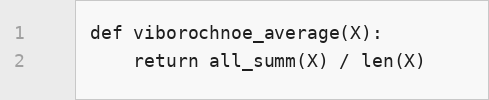 1 def viborochnoe_average(X):
2     return all_summ(X) / len(X)